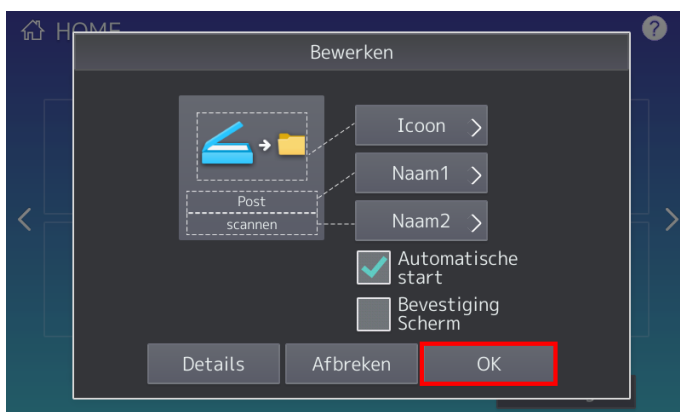 HOME
?
Bewerken
Icoon
Naam1
Post
scannen
Naam2
Automatische
start
Bevestiging
Scherm
Details
Afbreken
OK